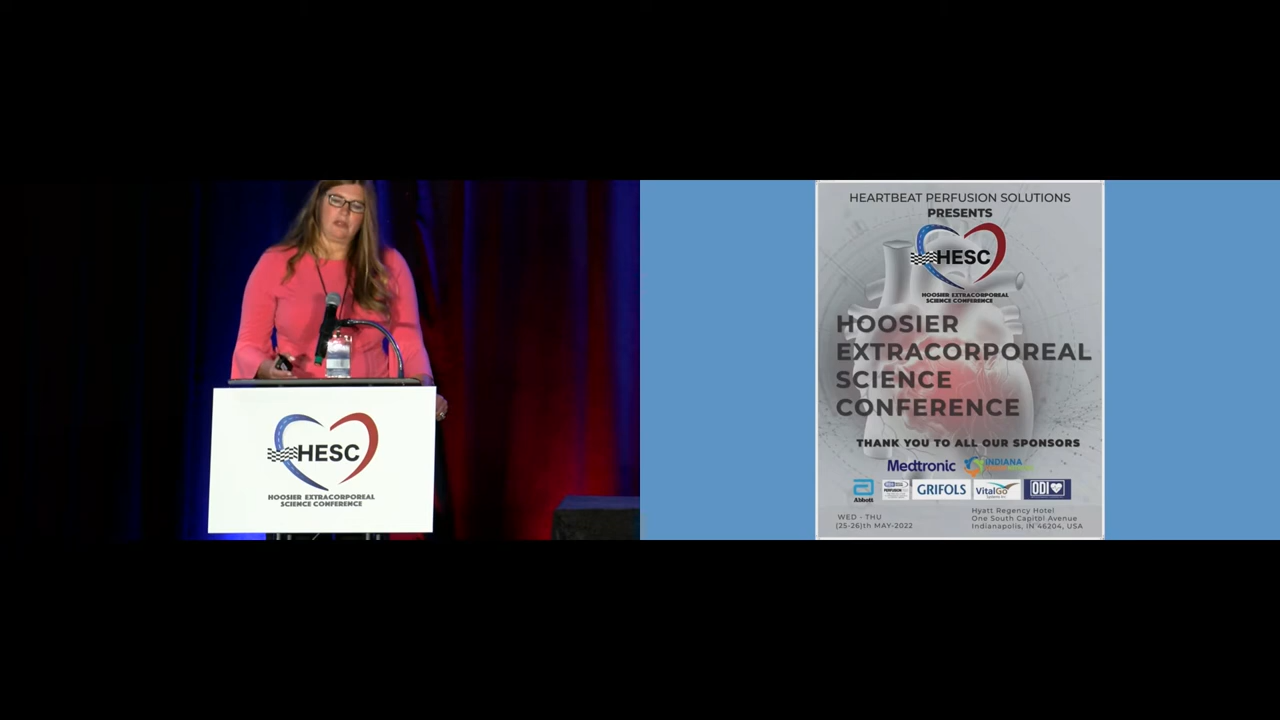 HESC
HOOSIER EXTRACORPOREAL
SCIENCE CONFERENCE
HEARTBEAT PERFUSION SOLUTIONS
PRESENTS
HESC
HOOSIER EXTRACORPOREAL
SCIENCE CONFERENCE
HOOSIER
EXTRACORPOREAL
SCIENCE
CONFERENCE
THANK YOU TO ALL OUR SPONSORS
Medtronic
INDIANA
Abbott
GRIFOLS
VitalGo
ODI
WED - THU
(25-26)th MAY-2022
Hyatt Regency Hotel
One South Capitol Avenue
Indianapolis, IN 46204, USA